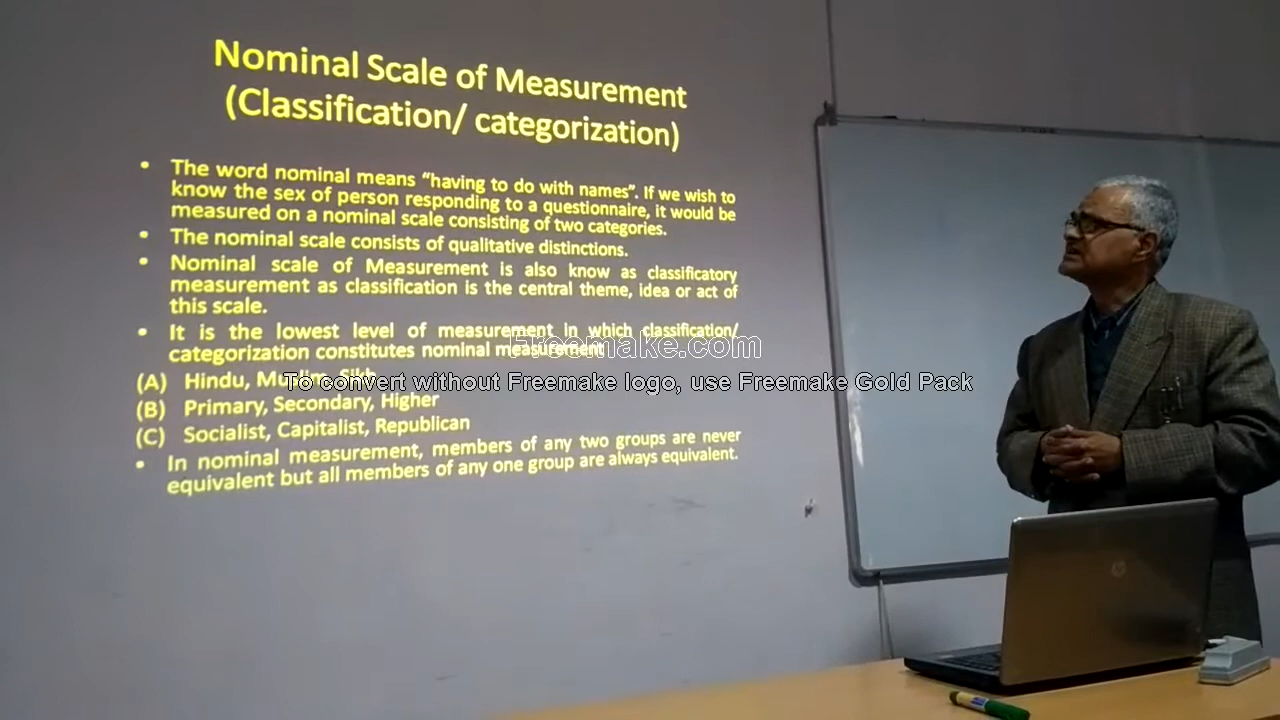 Nominal Scale of Measurement
(Classification/ categorization)
• The word nominal means “having to do with names”. If we wish to
know the sex of person responding to a questionnaire, it would be
measured on a nominal scale consisting of two categories.
• The nominal scale consists of qualitative distinctions.
• Nominal scale of Measurement is also know as classificatory
measurement as classification is the central theme, idea or act of
this scale.
• It is the lowest level of measurement in which classification/
categorization constitutes nominal measurement
Freemake.com
(A) Hindu, Muslim, Sikh
To convert without Freemake logo, use Freemake Gold Pack
(B) Primary, Secondary, Higher
(C) Socialist, Capitalist, Republican
• In nominal measurement, members of any two groups are never
equivalent but all members of any one group are always equivalent.
hp